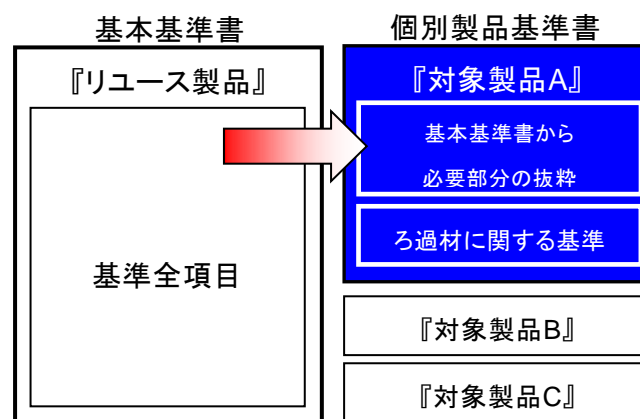 基本基準書
『リユース製品』
基準全項目
個別製品基準書
『対象製品A』
基本基準書から
必要部分の抜粋
ろ過材に関する基準
『対象製品B』
『対象製品C』